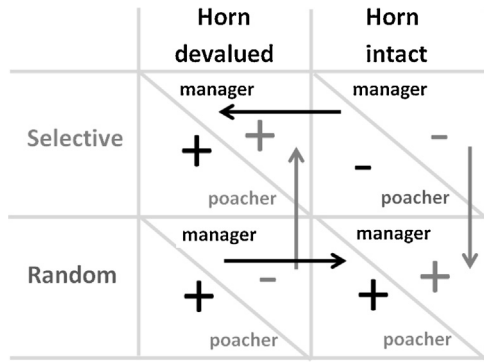 Horn devalued
Horn intact
Selective
manager
+
+
poacher
manager
-
-
poacher
Random
manager
+
-
poacher
manager
+
+
poacher